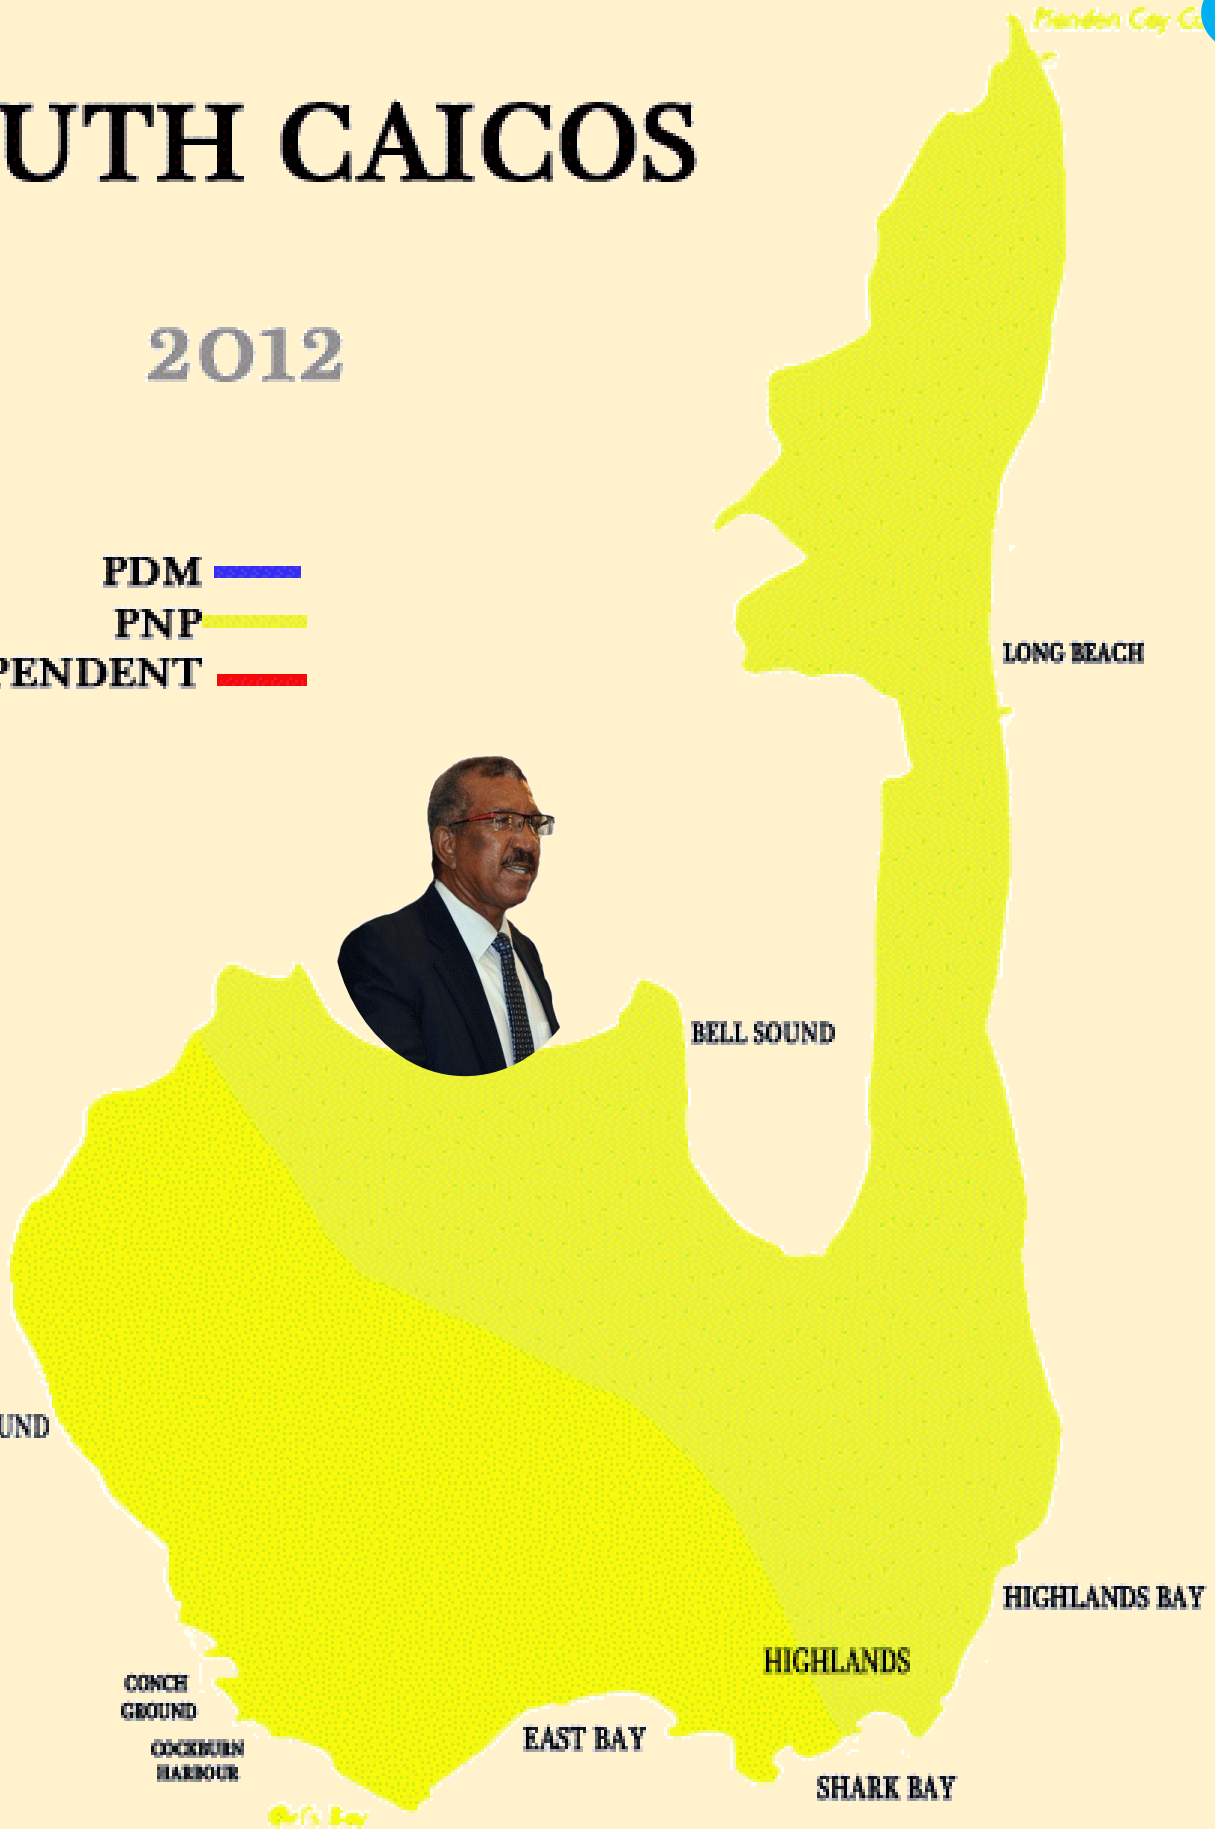 UTH CAICOS
2012
PDM
PNP
PENDENT
LONG BEACH
BELL SOUND
UND
HIGHLANDS BAY
HIGHLANDS
CONCH
GROUND
EAST BAY
COCKBURN
HARBOUR
SHARK BAY